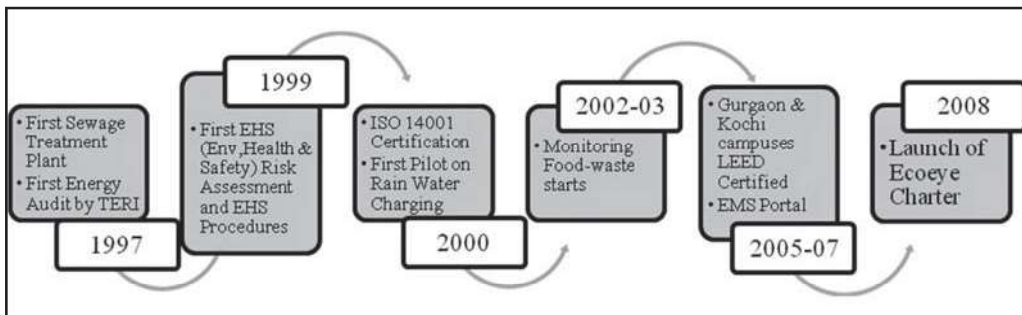 • First Sewage
Treatment
Plant
• First Energy
Audit by TERI
1997
1999
• First EHS
(Env,Health &
Safety) Risk
Assessment
and EHS
Procedures
• ISO 14001
Certification
• First Pilot on
Rain Water
Charging
2000
2002-03
• Monitoring
Food-waste
starts
• Gurgaon &
Kochi
campuses
LEED
Certified
• EMS Portal
2005-07
2008
• Launch of
Ecoeye
Charter